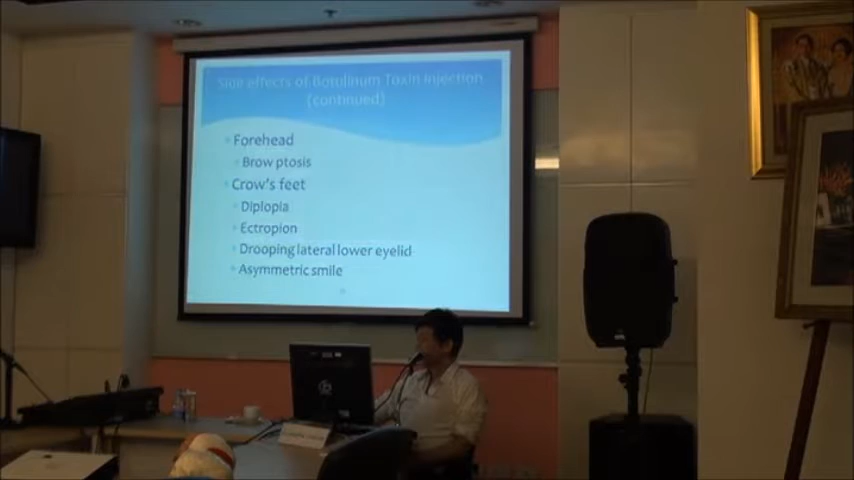 Side effects of Botulinum Toxin Injection
(continued)
Forehead
Brow ptosis
Crow's feet
Diplopia
Ectropion
Drooping lateral lower eyelid
Asymmetric smile